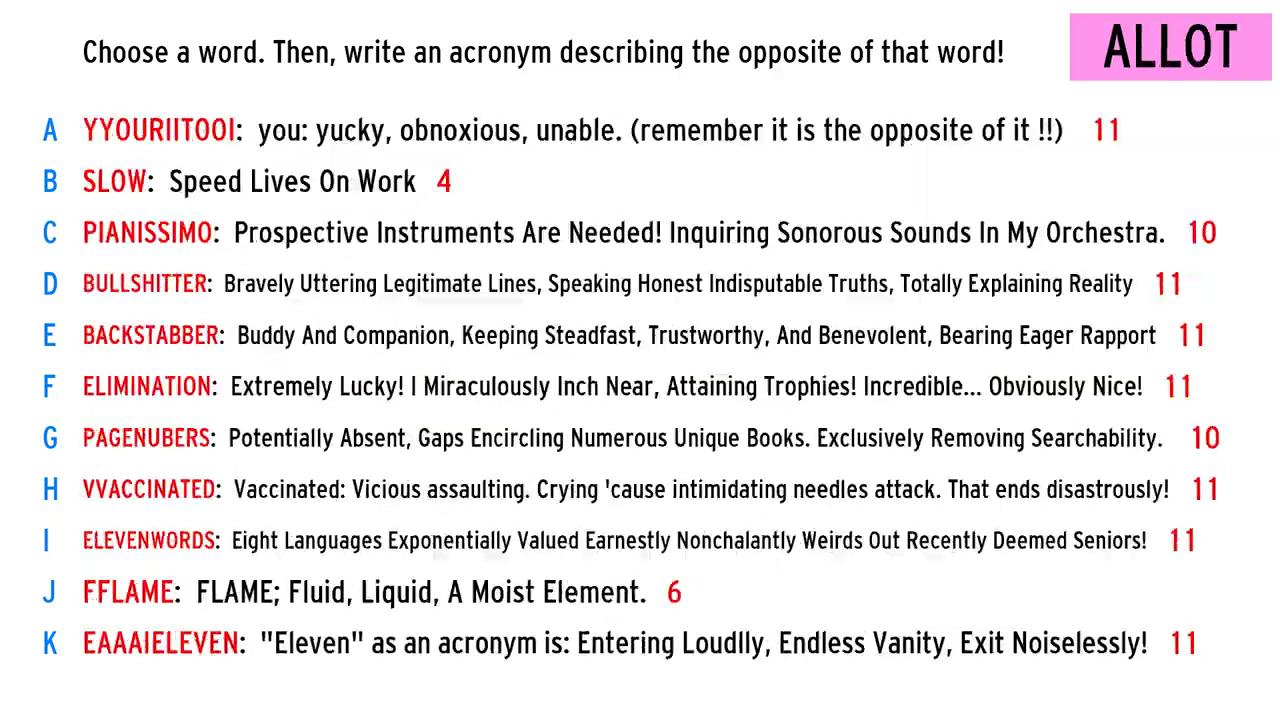 Choose a word. Then, write an acronym describing the opposite of that word!
ALLOT
A YYOURIITOOI: you: yucky, obnoxious, unable. (remember it is the opposite of it !!) 11
B SLOW: Speed Lives On Work 4
C PIANISSIMO: Prospective Instruments Are Needed! Inquiring Sonorous Sounds In My Orchestra. 10
D BULLSHITTER: Bravely Uttering Legitimate Lines, Speaking Honest Indisputable Truths, Totally Explaining Reality 11
E BACKSTABBER: Buddy And Companion, Keeping Steadfast, Trustworthy, And Benevolent, Bearing Eager Rapport 11
F ELIMINATION: Extremely Lucky! I Miraculously Inch Near, Attaining Trophies! Incredible... Obviously Nice! 11
G PAGENUBERS: Potentially Absent, Gaps Encircling Numerous Unique Books. Exclusively Removing Searchability. 10
H VVACCINATED: Vaccinated: Vicious assaulting. Crying 'cause intimidating needles attack. That ends disastrously! 11
I ELEVENWORDS: Eight Languages Exponentially Valued Earnestly Nonchalantly Weirds Out Recently Deemed Seniors! 11
J FFLAME: FLAME; Fluid, Liquid, A Moist Element. 6
K EAAAIELEVEN: "Eleven" as an acronym is: Entering Loudlly, Endless Vanity, Exit Noiselessly! 11